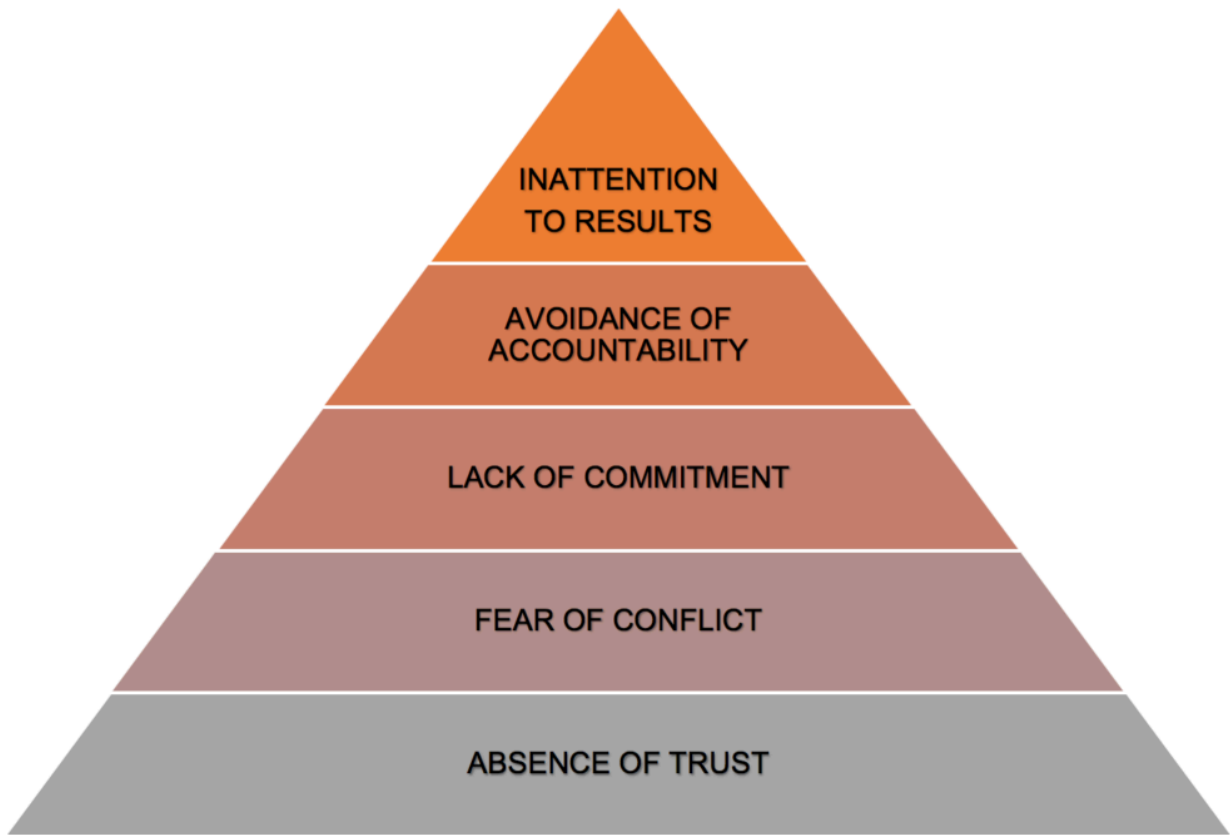 INATTENTION
TO RESULTS
AVOIDANCE OF
ACCOUNTABILITY
LACK OF COMMITMENT
FEAR OF CONFLICT
ABSENCE OF TRUST